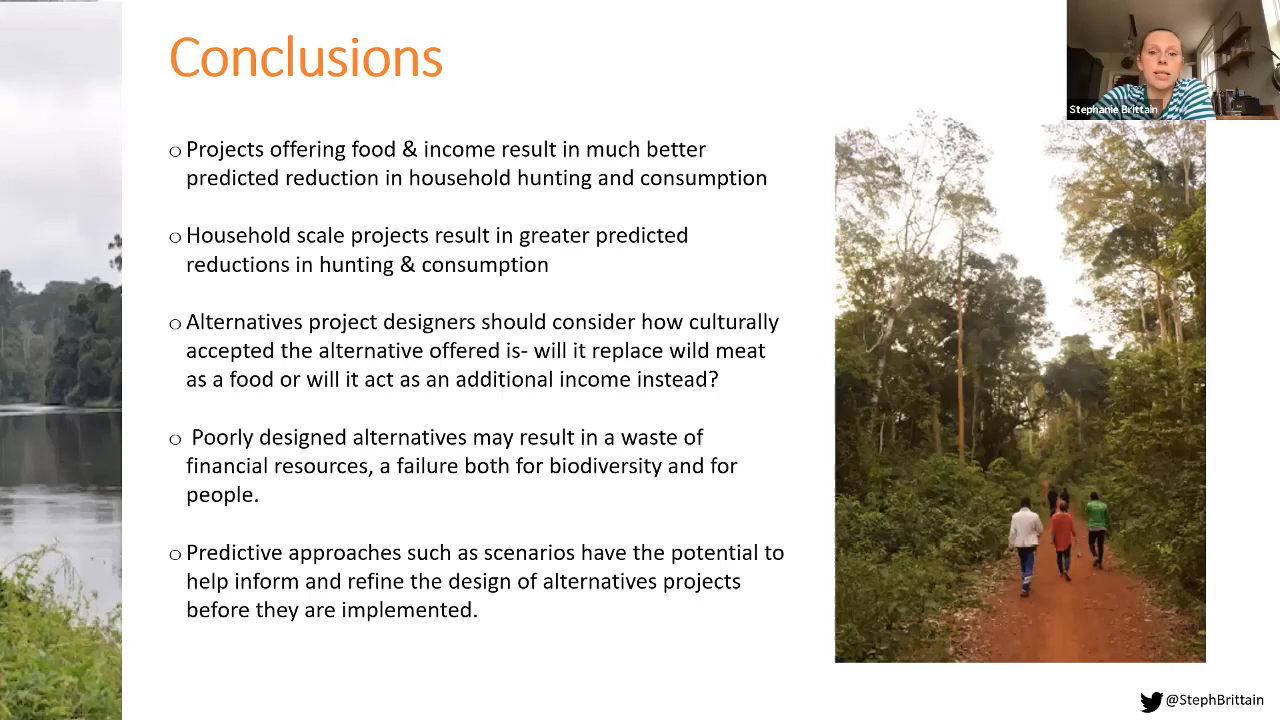 Conclusions
Stephanie Brittain
○ Projects offering food & income result in much better
predicted reduction in household hunting and consumption
○ Household scale projects result in greater predicted
reductions in hunting & consumption
○ Alternatives project designers should consider how culturally
accepted the alternative offered is- will it replace wild meat
as a food or will it act as an additional income instead?
○ Poorly designed alternatives may result in a waste of
financial resources, a failure both for biodiversity and for
people.
○ Predictive approaches such as scenarios have the potential to
help inform and refine the design of alternatives projects
before they are implemented.
@StephBrittain